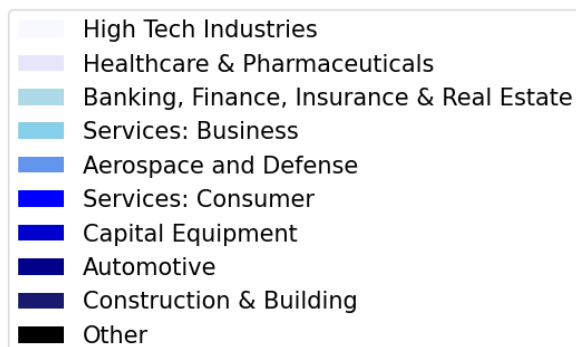 High Tech Industries
Healthcare & Pharmaceuticals
Banking, Finance, Insurance & Real Estate
Services: Business
Aerospace and Defense
Services: Consumer
Capital Equipment
Automotive
Construction & Building
Other